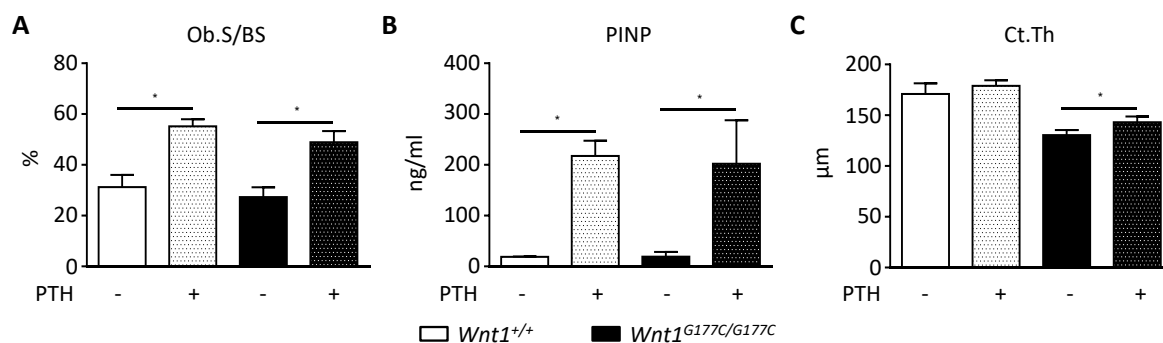 A Ob.S/BS
%
80
60
40
20
0
* *
PTH - + - +
B PINP
ng/ml
400
300
200
100
0
* *
PTH - + - +
C Ct.Th
µm
200
150
100
50
0
*
PTH - + - +
Wnt1+/+ Wnt1G177C/G177C